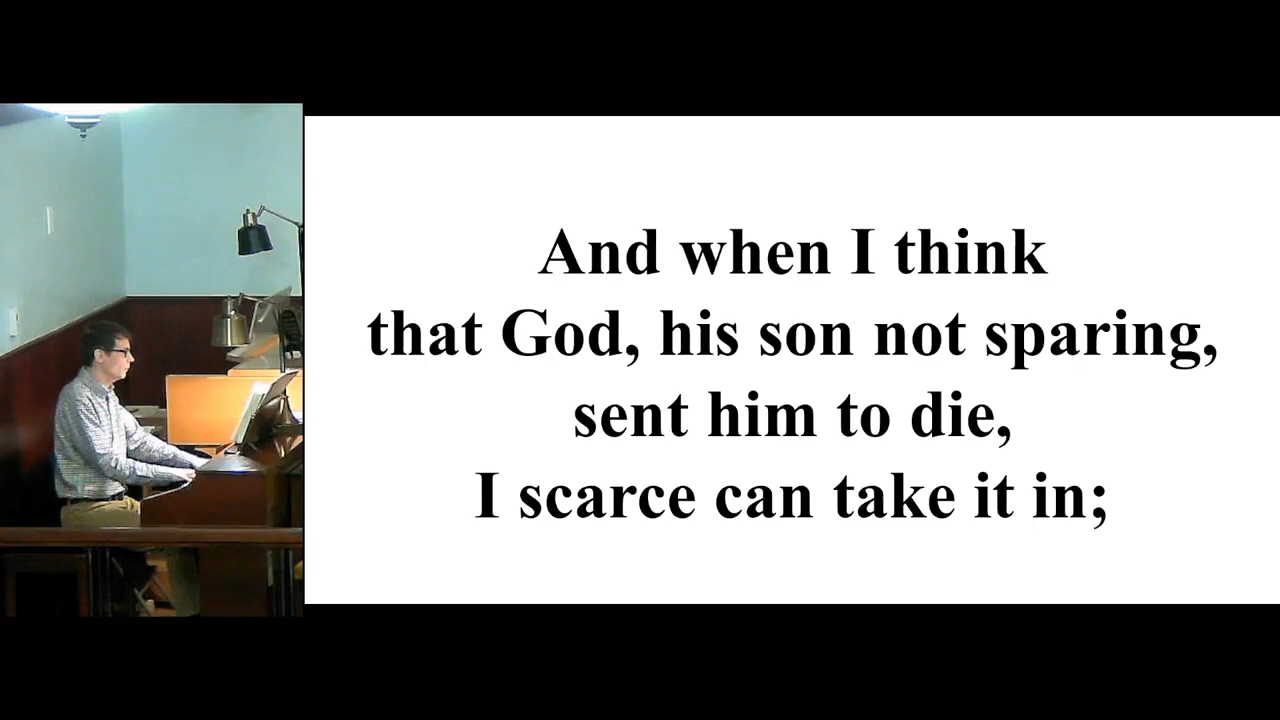 And when I think
that God, his son not sparing,
sent him to die,
I scarce can take it in;